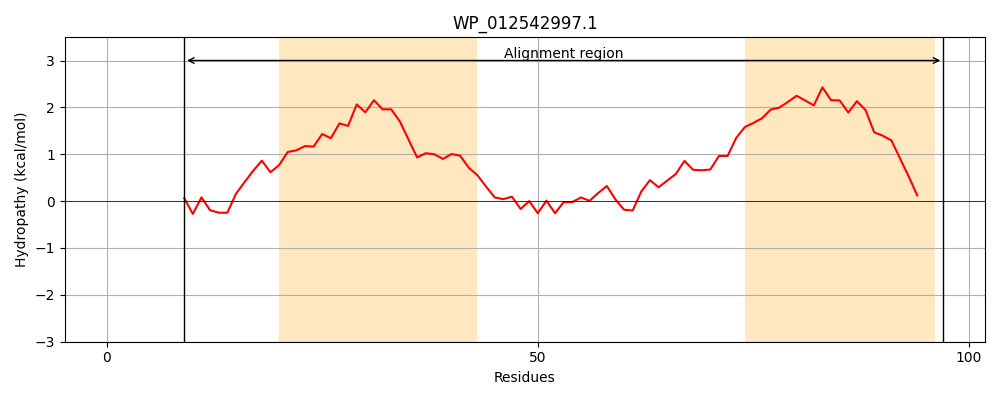 WP_012542997.1
Alignment region
Hydropathy (kcal/mol)
3
2
1
0
−1
−2
−3
0
50
100
Residues